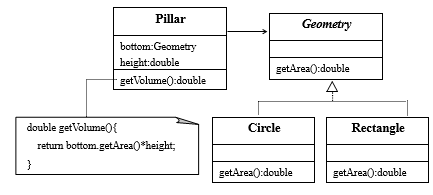 Pillar
bottom:Geometry
height:double
getVolume():double
Geometry
getArea():double
double getVolume(){
return bottom.getArea()*height;
}
Circle
getArea():double
Rectangle
getArea():double